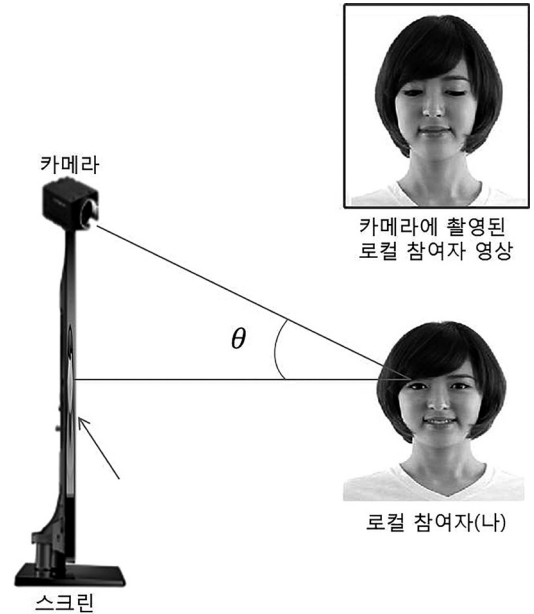 카메라
카메라에 촬영된
로컬 참여자 영상
θ
로컬 참여자(나)
스크린